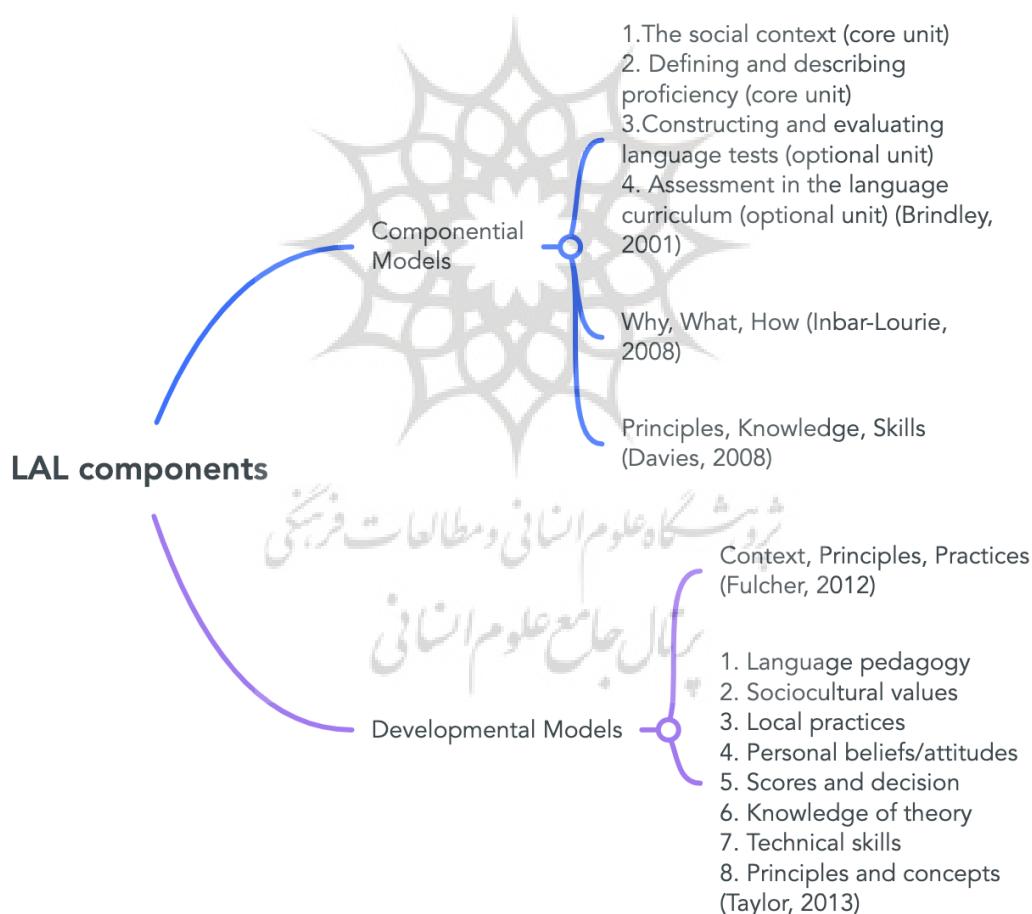 1.The social context (core unit)
2. Defining and describing
proficiency (core unit)
3.Constructing and evaluating
language tests (optional unit)
4. Assessment in the language
curriculum (optional unit) (Brindley,
2001)
Componential
Models
Why, What, How (Inbar-Lourie,
2008)
Principles, Knowledge, Skills
(Davies, 2008)
LAL components
پژوهشگاه علوم انسانی و مطالعات فرهنگی
پرتال جامع علوم انسانی
Context, Principles, Practices
(Fulcher, 2012)
Developmental Models
1. Language pedagogy
2. Sociocultural values
3. Local practices
4. Personal beliefs/attitudes
5. Scores and decision
6. Knowledge of theory
7. Technical skills
8. Principles and concepts
(Taylor, 2013)